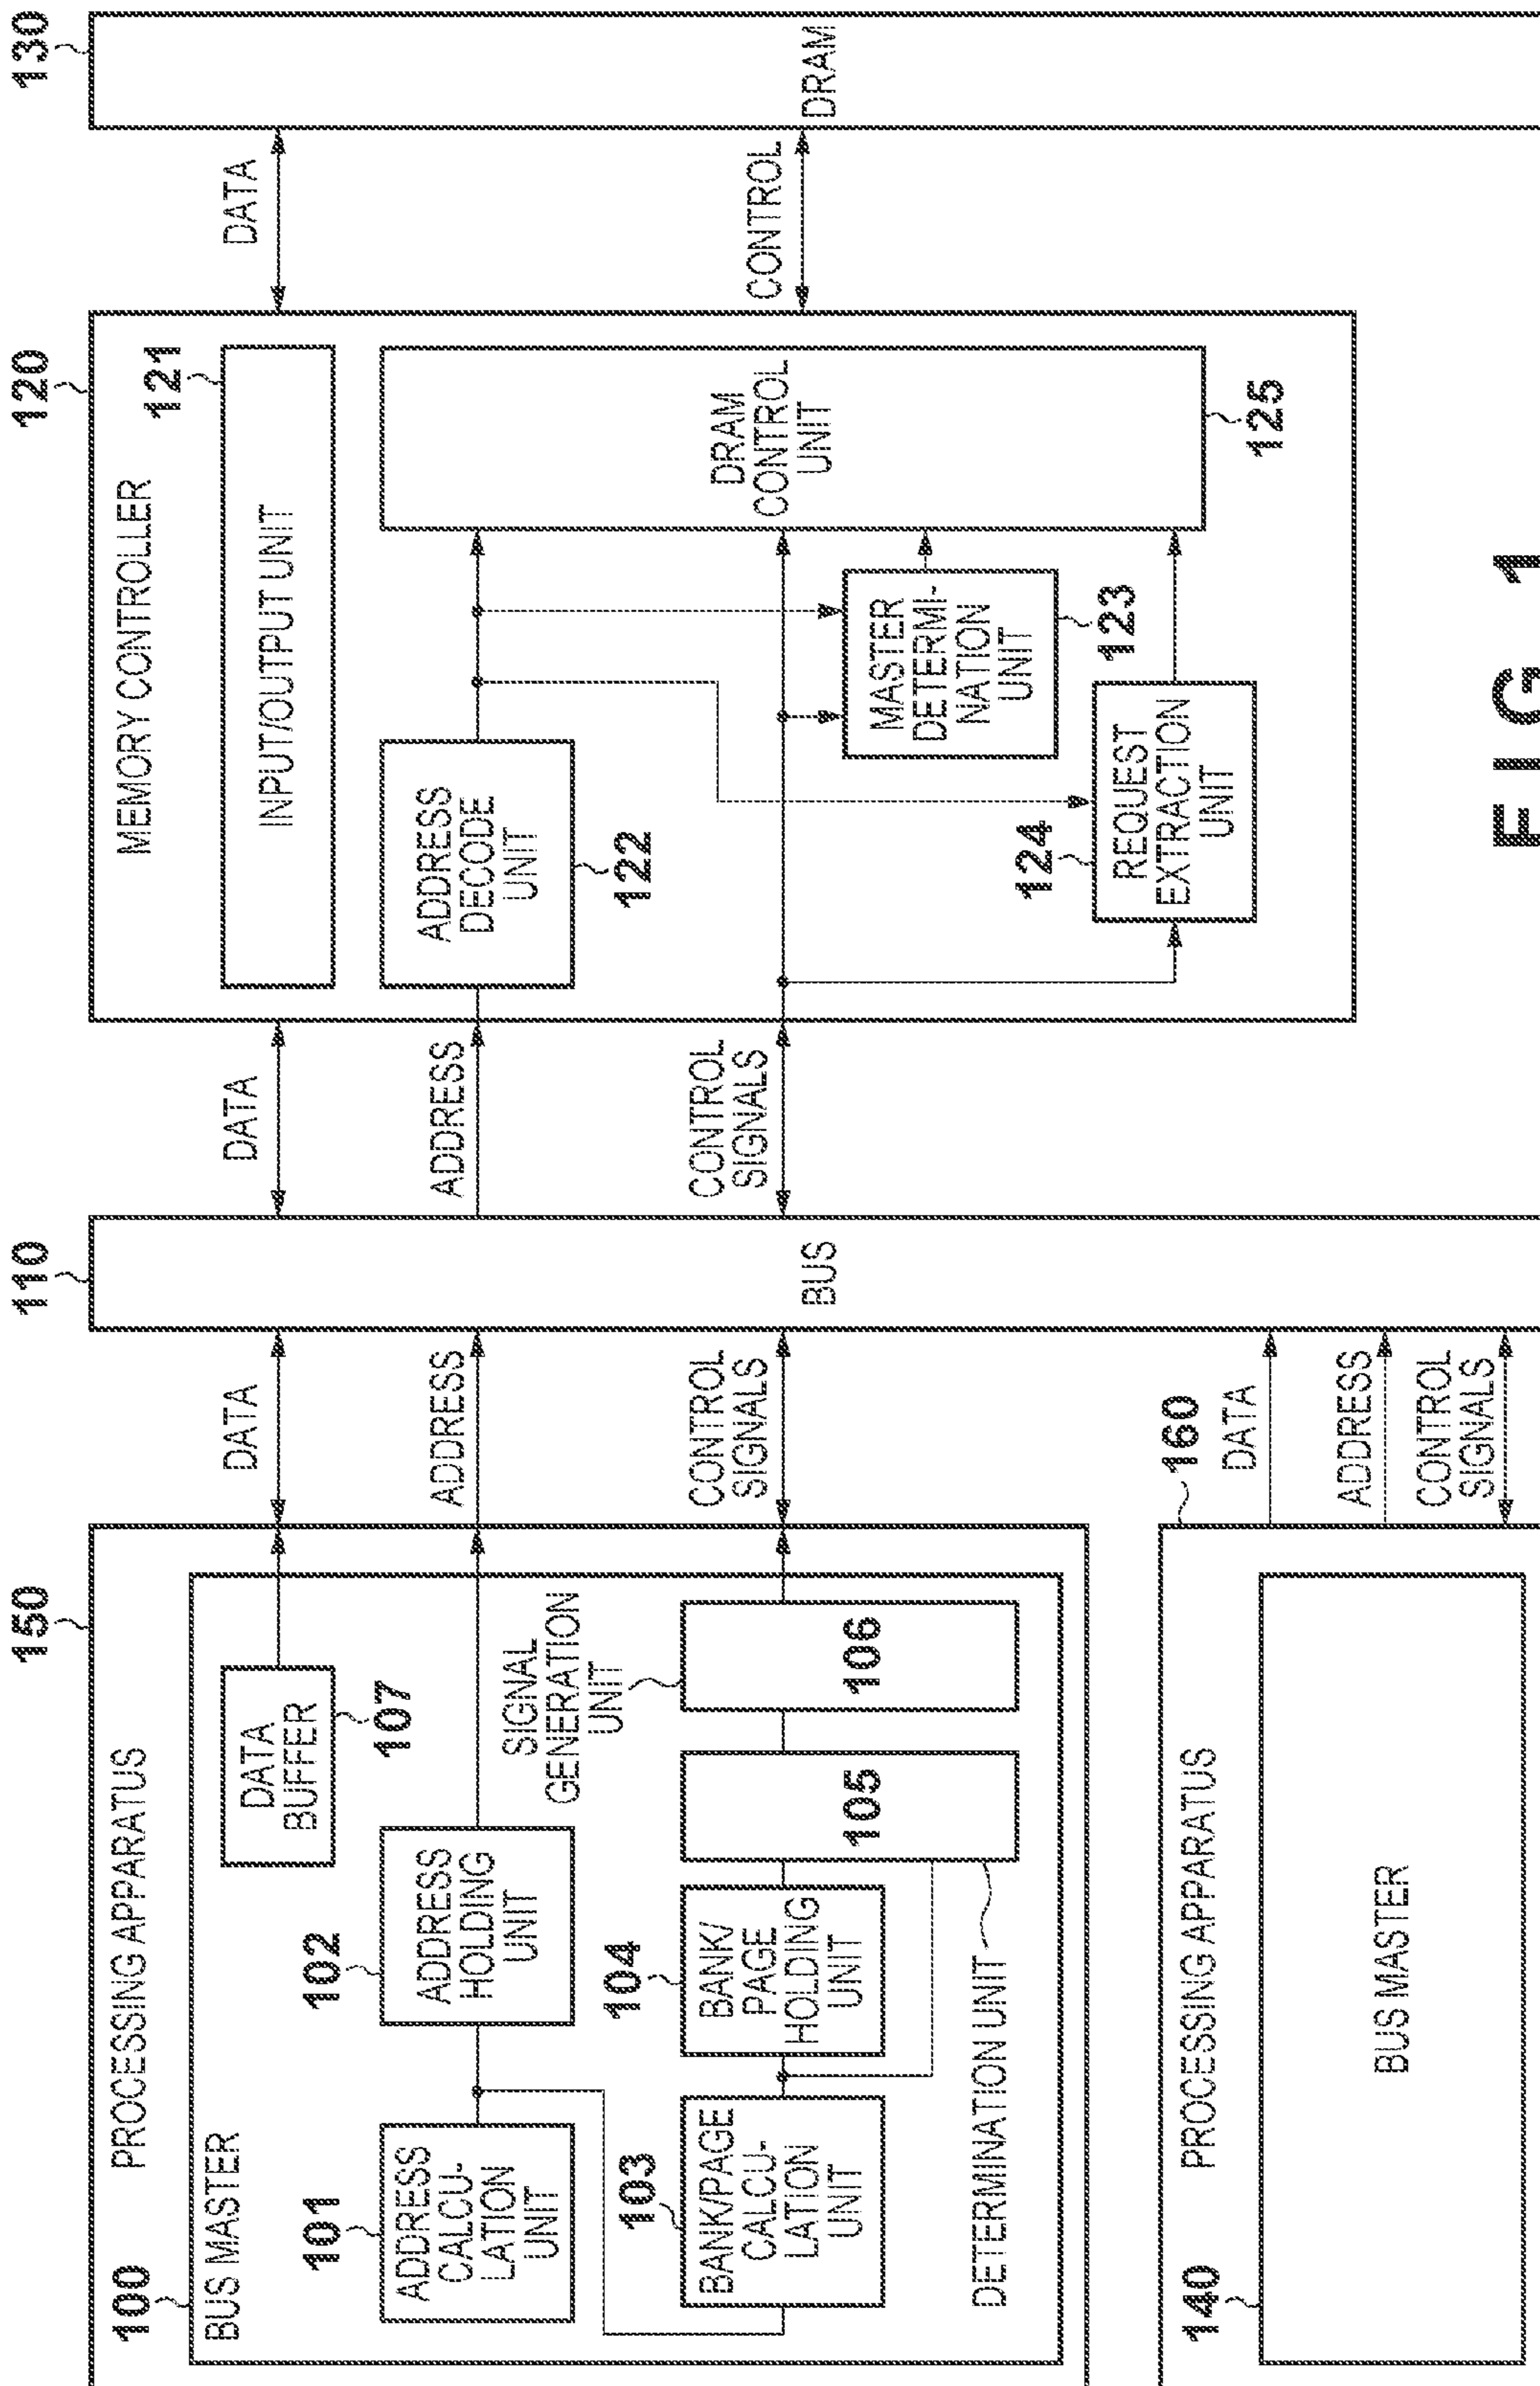 150
PROCESSING APPARATUS
100
BUS MASTER
DATA
BUFFER
107
101
ADDRESS
CALCU-
LATION
UNIT
102
ADDRESS
HOLDING
UNIT
SIGNAL
GENERATION
UNIT
103
BANK/PAGE
CALCU-
LATION
UNIT
104
BANK/
PAGE
HOLDING
UNIT
105
106
DETERMINATION UNIT
DATA
ADDRESS
CONTROL
SIGNALS
110
BUS
DATA
ADDRESS
CONTROL
SIGNALS
120
MEMORY CONTROLLER
121
INPUT/OUTPUT UNIT
ADDRESS
DECODE
UNIT
122
DRAM
CONTROL
UNIT
125
MASTER
DETERMI-
NATION
UNIT
123
124
REQUEST
EXTRACTION
UNIT
DATA
CONTROL
130
DRAM
160
PROCESSING APPARATUS
140
BUS MASTER
DATA
ADDRESS
CONTROL
SIGNALS
FIG 1